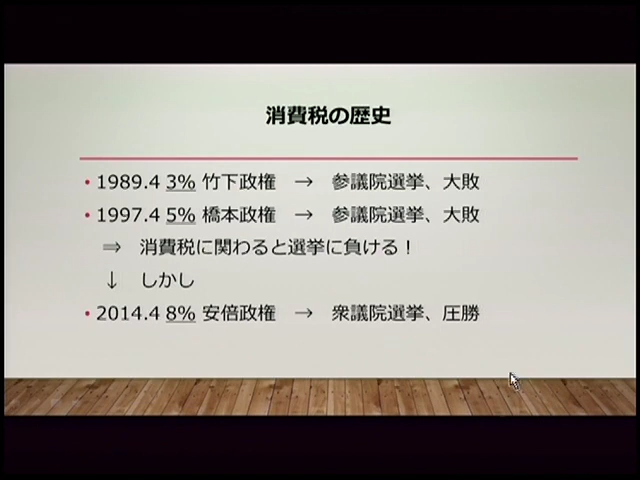 消費税の歴史
• 1989.4 3% 竹下政権　→　参議院選挙、大敗
• 1997.4 5% 橋本政権　→　参議院選挙、大敗
⇒　消費税に関わると選挙に負ける！
↓　しかし
• 2014.4 8% 安倍政権　→　衆議院選挙、圧勝